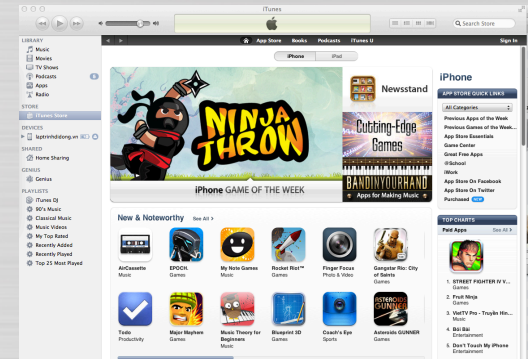 iTunes
Search Store
LIBRARY
Music
Movies
TV Shows
Podcasts
Apps
Radio
STORE
iTunes Store
DEVICES
laptrinhdidong.vn
SHARED
Home Sharing
GENIUS
Genius
PLAYLISTS
iTunes DJ
90's Music
Classical Music
Music Videos
My Top Rated
Recently Added
Recently Played
Top 25 Most Played
App Store Books Podcasts iTunes U Sign In
iPhone iPad
NINJA
THROW
iPhone GAME OF THE WEEK
Newsstand
Cutting-Edge
Games
BANDINYOURHAND
Apps for Making Music
iPhone
APP STORE QUICK LINKS
All Categories
Previous Apps of the Week
Previous Games of the Week...
App Store Essentials
Game Center
Great Free Apps
iWork
App Store On Facebook
App Store On Twitter
Purchased NEW
New & Noteworthy See All >
AirCassette
Music
EPOCH.
Games
My Note Games
Music
Rocket Riot™
Games
Finger Focus
Photo & Video
Gangstar Rio: City
of Saints
Games
Todo
Productivity
Major Mayhem
Games
Music Theory for
Beginners
Music
Blueprint 3D
Games
Coach's Eye
Sports
ASTEROIDS
GUNNER
Asteroids GUNNER
Games
TOP CHARTS
Paid Apps See All >
1. STREET FIGHTER IV V...
Games
2. Fruit Ninja
Games
3. VietTV Pro - Truyền Hìn...
Music
4. Bói Bài
Entertainment
5. Don't Touch My iPhone
Entertainment